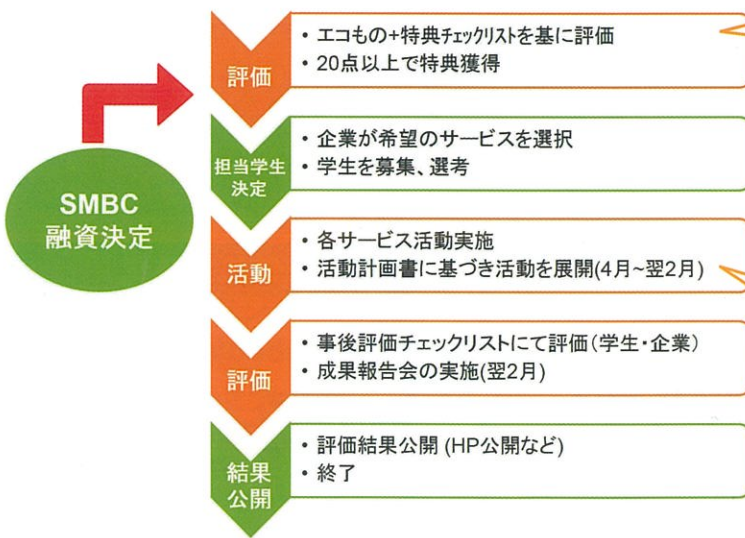 評価
・エコもの+特典チェックリストを基に評価
・20点以上で特典獲得
担当学生
決定
・企業が希望のサービスを選択
・学生を募集、選考
SMBC
融資決定
活動
・各サービス活動実施
・活動計画書に基づき活動を展開(4月~翌2月)
評価
・事後評価チェックリストにて評価(学生・企業)
・成果報告会の実施(翌2月)
結果
公開
・評価結果公開 (HP公開など)
・終了